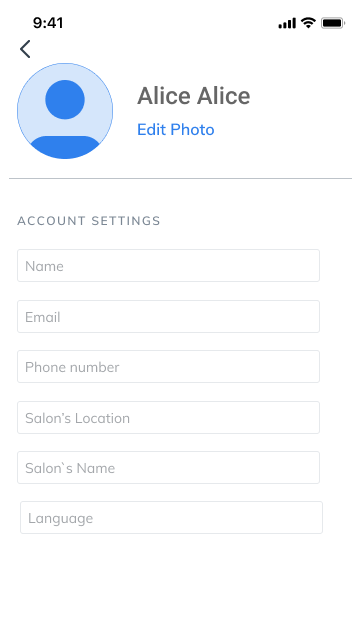 9:41
Alice Alice
Edit Photo
ACCOUNT SETTINGS
Name
Email
Phone number
Salon’s Location
Salon`s Name
Language